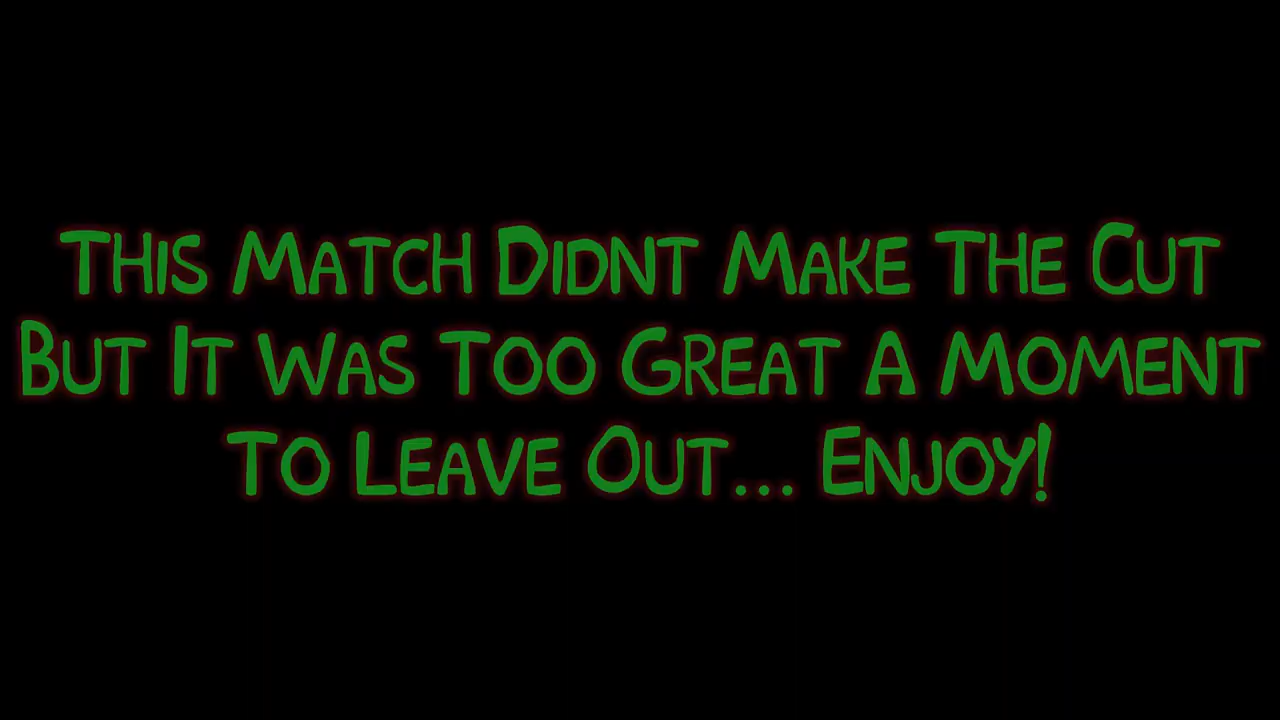 This Match Didnt Make The Cut
But It Was Too Great A Moment
To Leave Out... Enjoy!